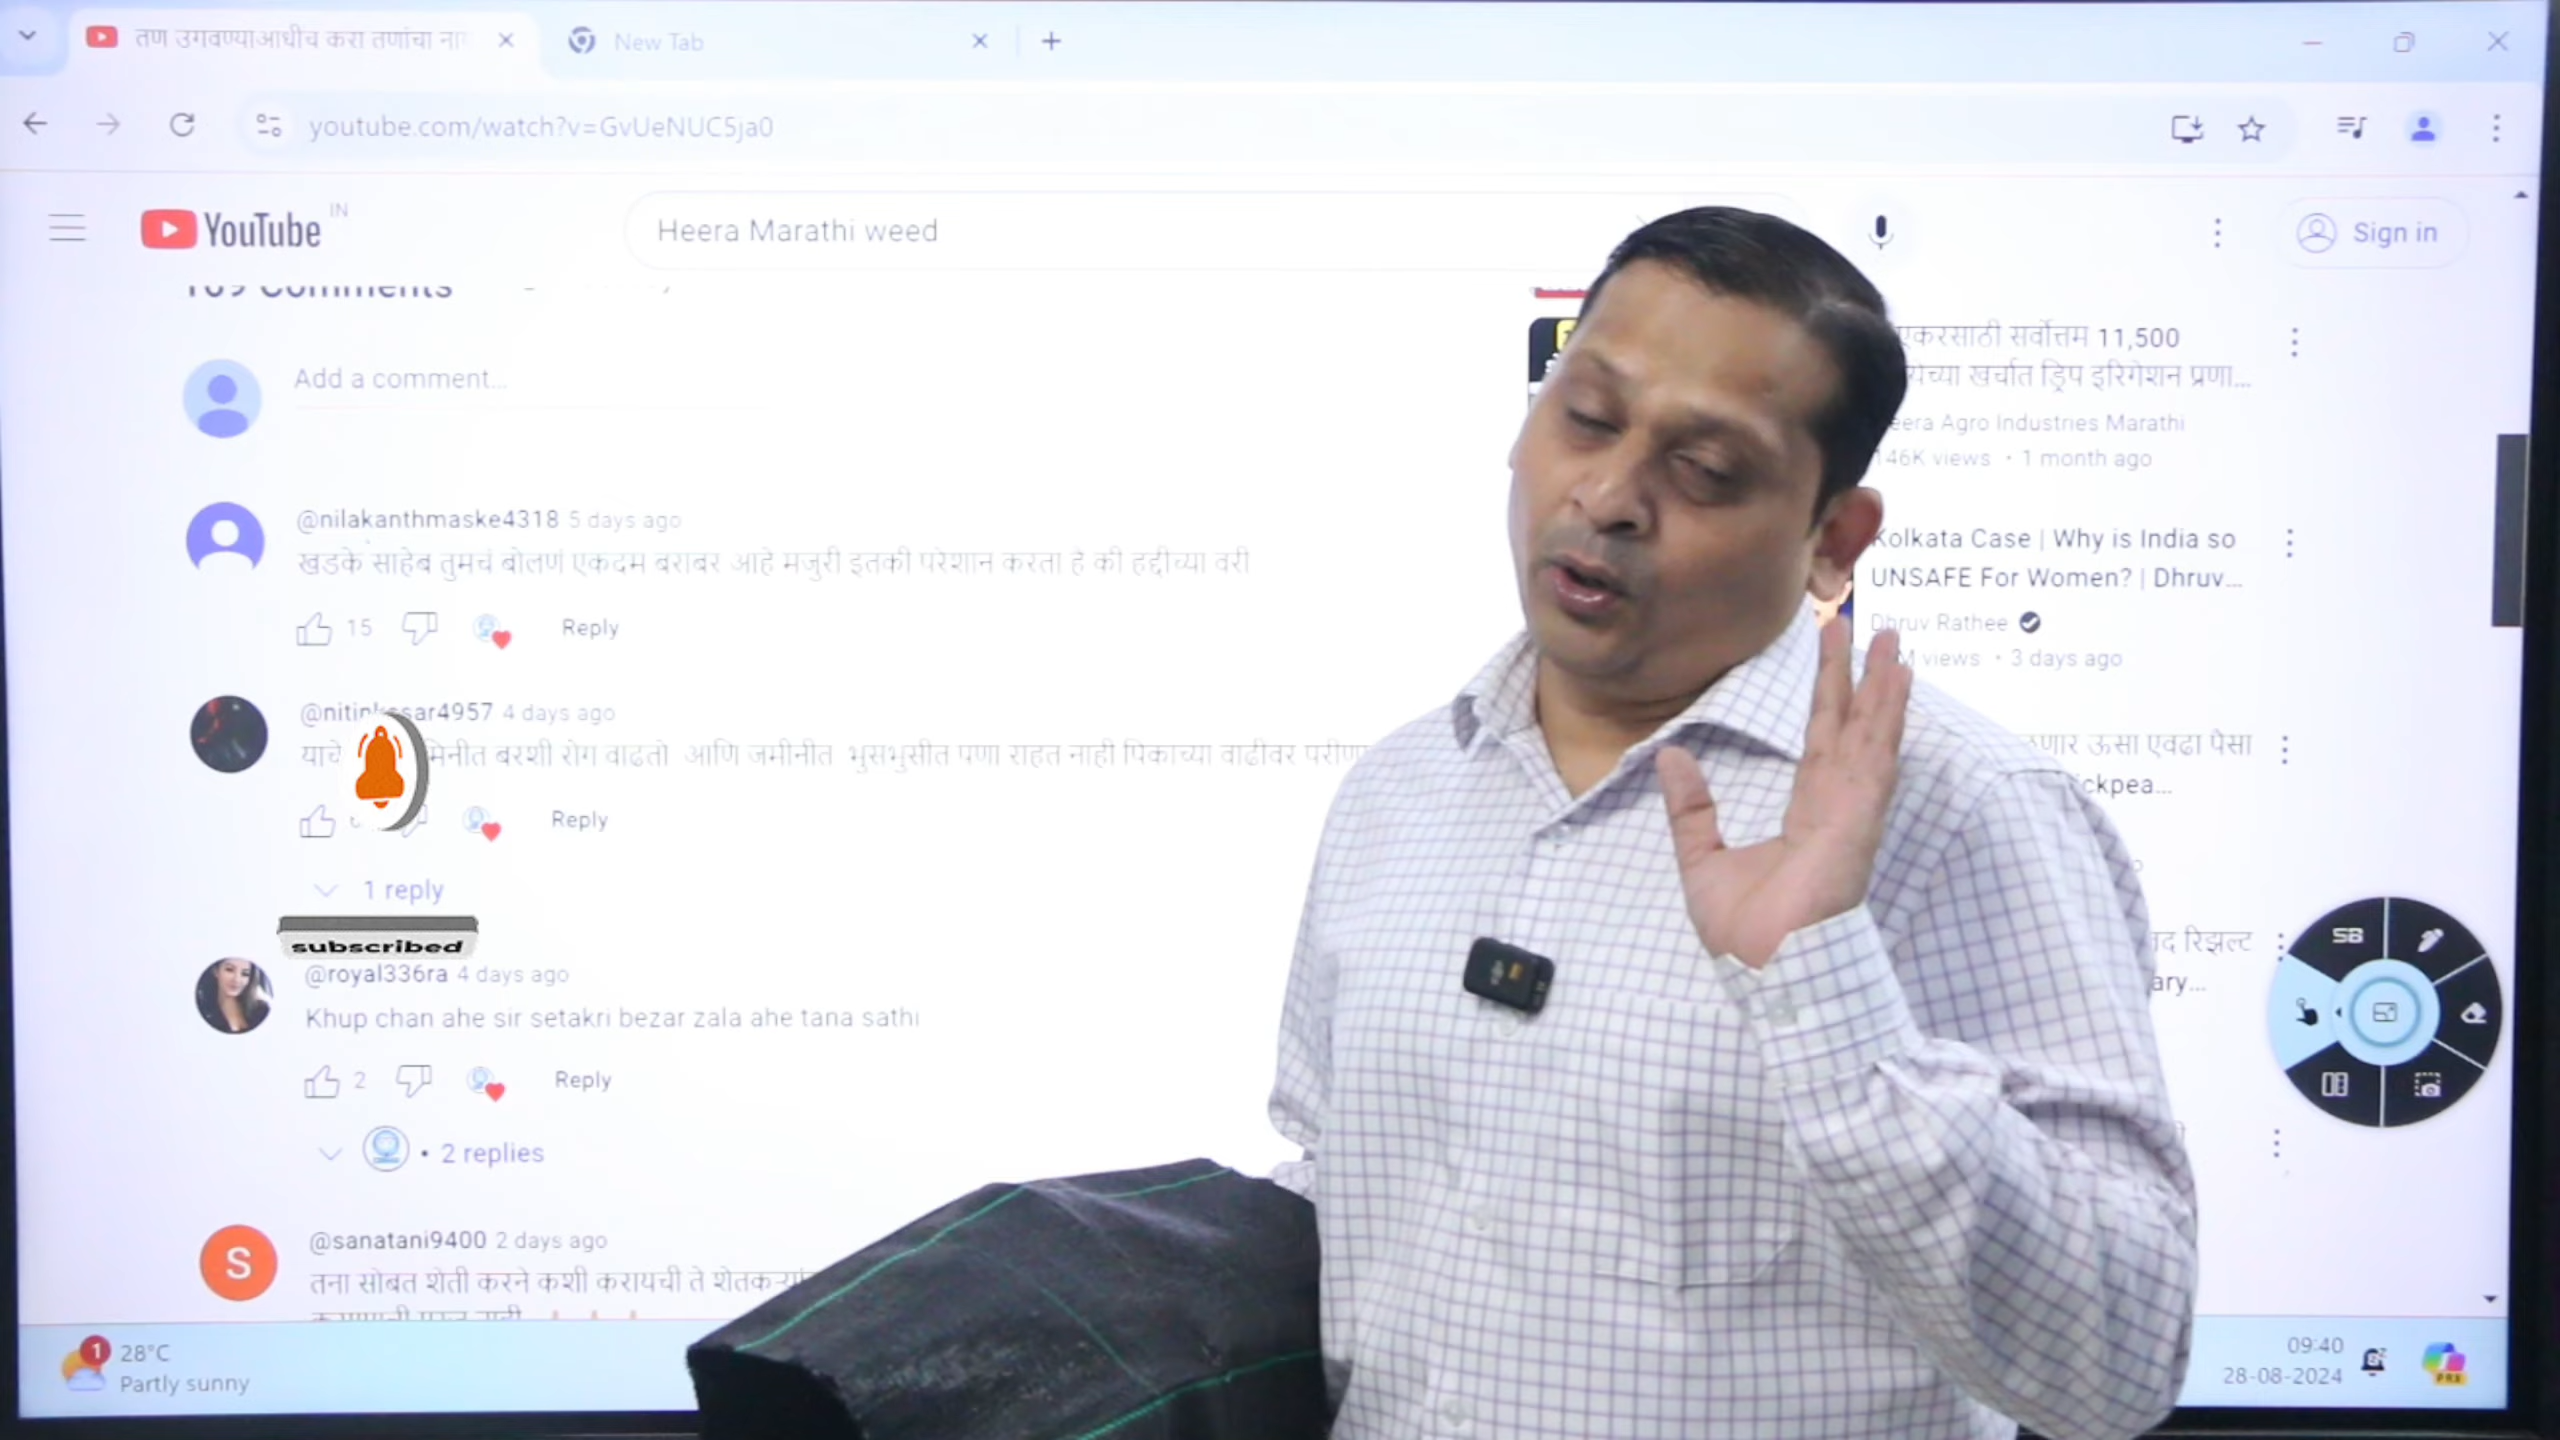 तण उगवण्याआधीच करा तणांचा ना
New Tab
youtube.com/watch?v=GvUeNUC5ja0
YouTube IN
Heera Marathi weed
Sign in
Comments
Add a comment...
@nilakanthmaske4318 5 days ago
खडके साहेब तुमचं बोलणं एकदम बराबर आहे मजुरी इतकी परेशान करता है की हद्दीच्या वरी
15
Reply
4957 4 days ago
बरशी रोग वाढतो आणि जमीनीत भुसभुसीत पणा राहत नाही पिकाच्या वाढीवर
Reply
1 reply
subscribed
@royal336ra 4 days ago
Khup chan ahe sir setakri bezar zala ahe tana sathi
2
Reply
• 2 replies
S
@sanatani9400 2 days ago
तना सोबत शेती करने कशी करायची ते
एकरसाठी सर्वोत्तम 11,500
खर्चात ड्रिप इरिगेशन प्रणा...
Agro Industries Marathi
146K views • 1 month ago
Kolkata Case | Why is India so
UNSAFE For Women? | Dhruv...
Dhruv Rathee
views • 3 days ago
ऊसा एवढा पैसा
रिझल्ट
SB
1
28°C
Partly sunny
09:40
28-08-2024
PRE